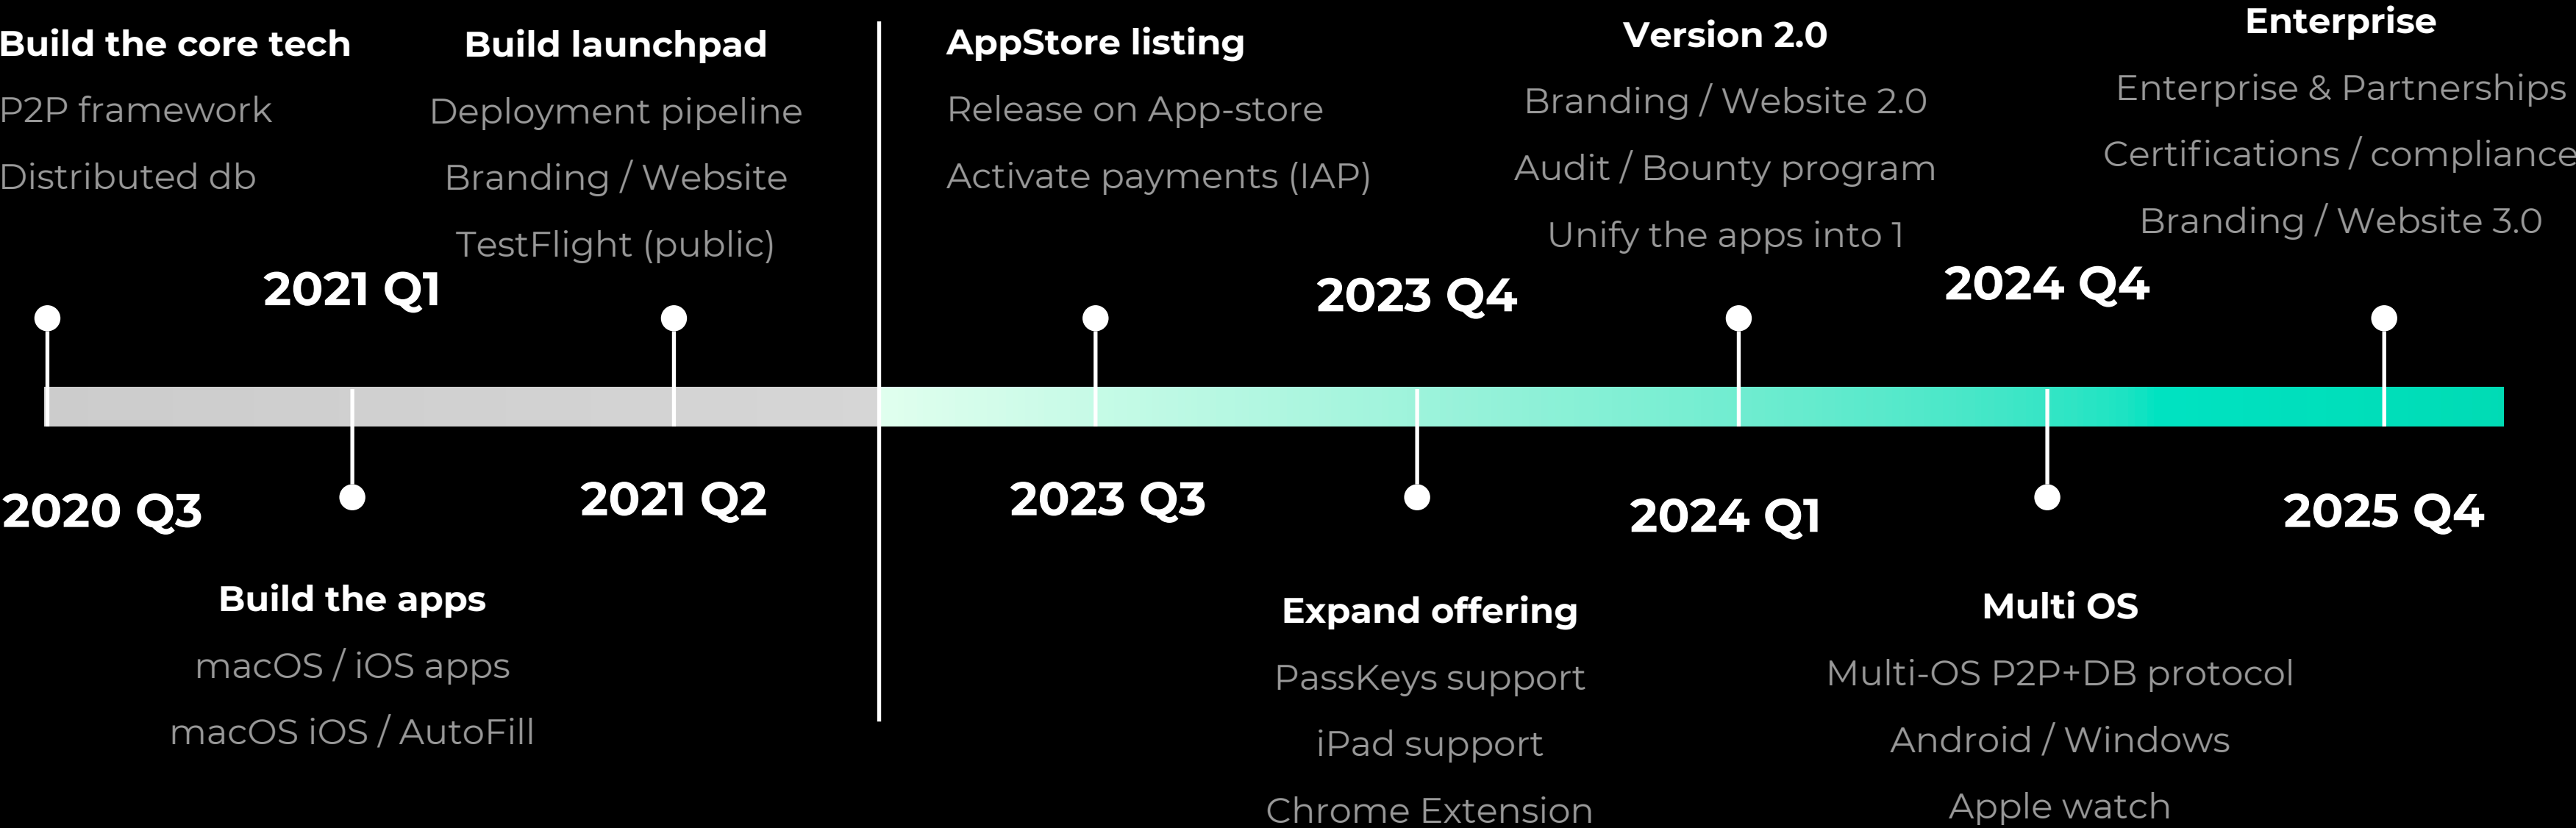 Build the core tech
P2P framework
Distributed db
2020 Q3
2021 Q1
Build the apps
macOS / iOS apps
macOS iOS / AutoFill
Build launchpad
Deployment pipeline
Branding / Website
TestFlight (public)
2021 Q2
AppStore listing
Release on App-store
Activate payments (IAP)
2023 Q3
2023 Q4
Expand offering
PassKeys support
iPad support
Chrome Extension
Version 2.0
Branding / Website 2.0
Audit / Bounty program
Unify the apps into 1
2024 Q1
2024 Q4
Multi OS
Multi-OS P2P+DB protocol
Android / Windows
Apple watch
Enterprise
Enterprise & Partnerships
Certifications / compliance
Branding / Website 3.0
2025 Q4